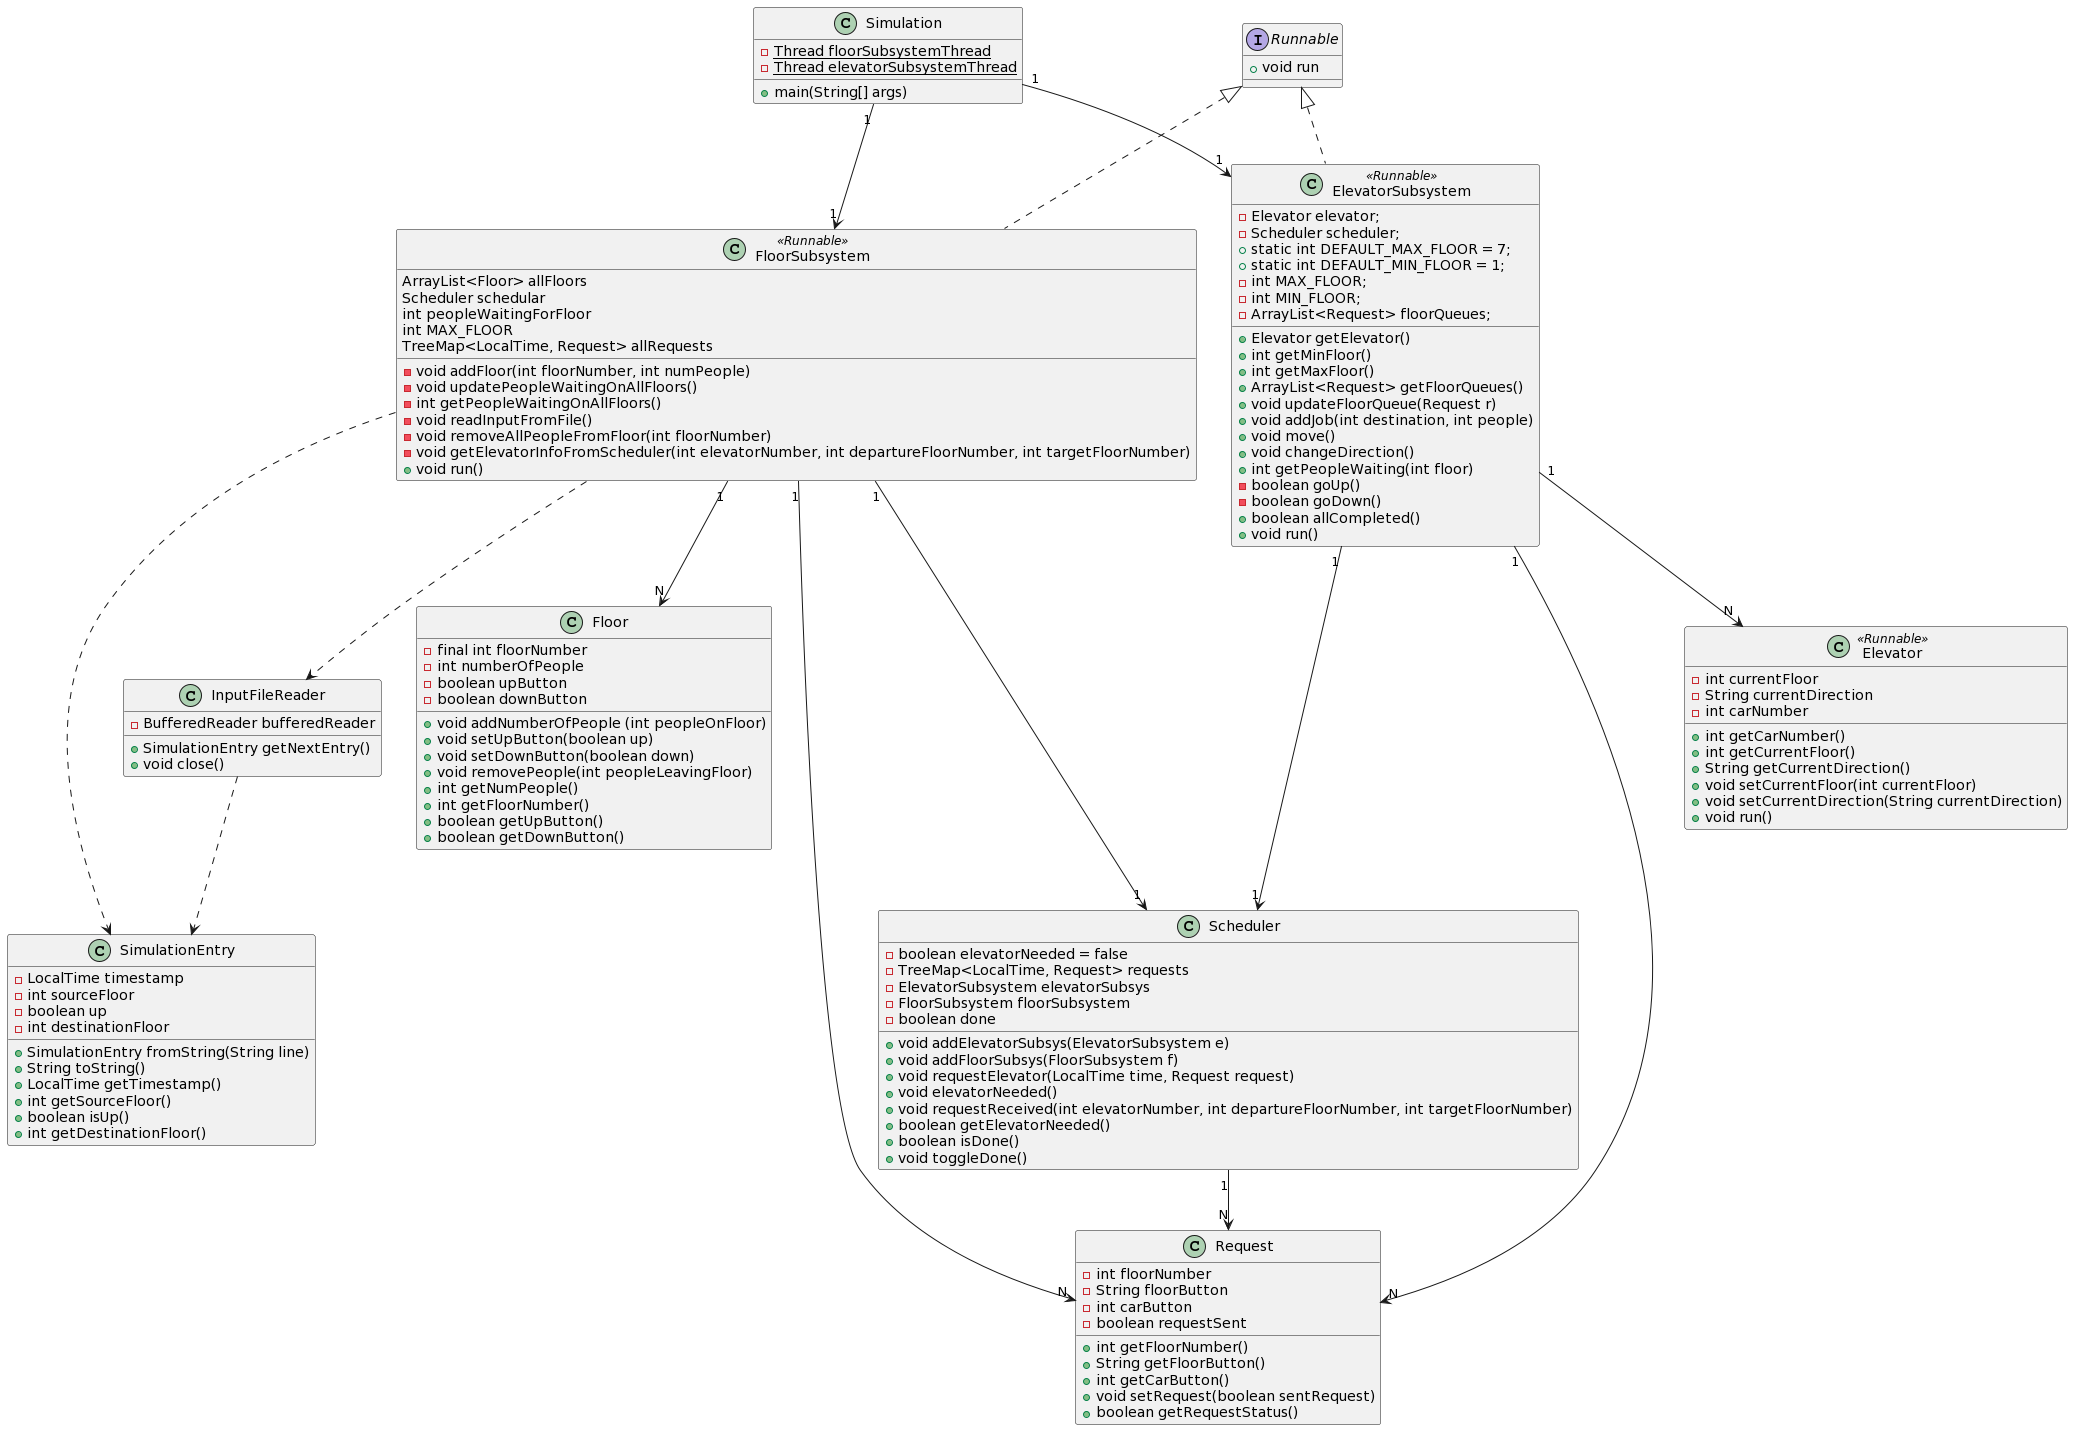 C Simulation
Thread floorSubsystemThread
Thread elevatorSubsystemThread
main(String[] args)
I Runnable
void run
1
1
1
1
«Runnable»
C FloorSubsystem
ArrayList<Floor> allFloors
Scheduler schedular
int peopleWaitingForFloor
int MAX_FLOOR
TreeMap<LocalTime, Request> allRequests
void addFloor(int floorNumber, int numPeople)
void updatePeopleWaitingOnAllFloors()
int getPeopleWaitingOnAllFloors()
void readInputFromFile()
void removeAllPeopleFromFloor(int floorNumber)
void getElevatorInfoFromScheduler(int elevatorNumber, int departureFloorNumber, int targetFloorNumber)
void run()
«Runnable»
C ElevatorSubsystem
Elevator elevator;
Scheduler scheduler;
static int DEFAULT_MAX_FLOOR = 7;
static int DEFAULT_MIN_FLOOR = 1;
int MAX_FLOOR;
int MIN_FLOOR;
ArrayList<Request> floorQueues;
Elevator getElevator()
int getMinFloor()
int getMaxFloor()
ArrayList<Request> getFloorQueues()
void updateFloorQueue(Request r)
void addJob(int destination, int people)
void move()
void changeDirection()
int getPeopleWaiting(int floor)
boolean goUp()
boolean goDown()
boolean allCompleted()
void run()
1
1
1
1
1
1
N
N
C InputFileReader
BufferedReader bufferedReader
SimulationEntry getNextEntry()
void close()
C Floor
final int floorNumber
int numberOfPeople
boolean upButton
boolean downButton
void addNumberOfPeople (int peopleOnFloor)
void setUpButton(boolean up)
void setDownButton(boolean down)
void removePeople(int peopleLeavingFloor)
int getNumPeople()
int getFloorNumber()
boolean getUpButton()
boolean getDownButton()
«Runnable»
C Elevator
int currentFloor
String currentDirection
int carNumber
int getCarNumber()
int getCurrentFloor()
String getCurrentDirection()
void setCurrentFloor(int currentFloor)
void setCurrentDirection(String currentDirection)
void run()
1
1
C SimulationEntry
LocalTime timestamp
int sourceFloor
boolean up
int destinationFloor
SimulationEntry fromString(String line)
String toString()
LocalTime getTimestamp()
int getSourceFloor()
boolean isUp()
int getDestinationFloor()
C Scheduler
boolean elevatorNeeded = false
TreeMap<LocalTime, Request> requests
ElevatorSubsystem elevatorSubsys
FloorSubsystem floorSubsystem
boolean done
void addElevatorSubsys(ElevatorSubsystem e)
void addFloorSubsys(FloorSubsystem f)
void requestElevator(LocalTime time, Request request)
void elevatorNeeded()
void requestReceived(int elevatorNumber, int departureFloorNumber, int targetFloorNumber)
boolean getElevatorNeeded()
boolean isDone()
void toggleDone()
1
N
N
N
C Request
int floorNumber
String floorButton
int carButton
boolean requestSent
int getFloorNumber()
String getFloorButton()
int getCarButton()
void setRequest(boolean sentRequest)
boolean getRequestStatus()